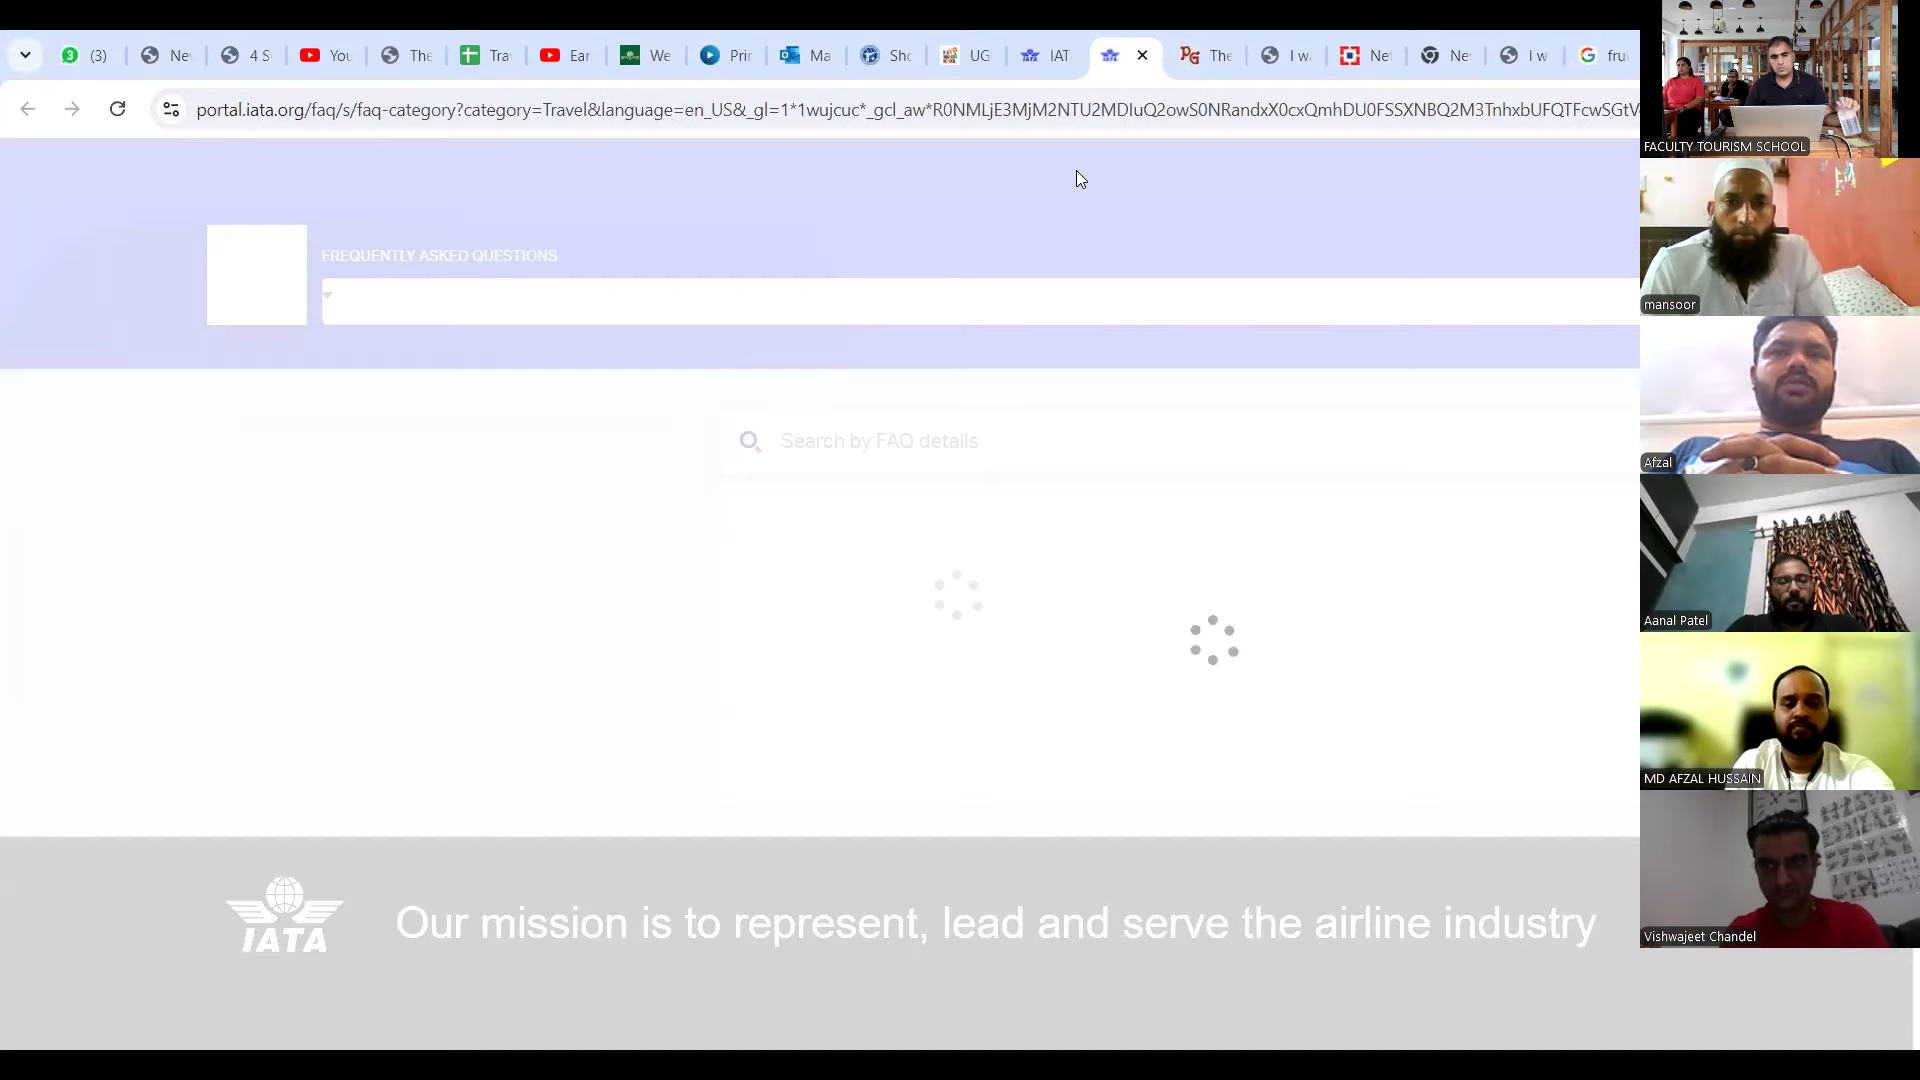 (3)
Ne
4 S
You
The
Tra
Ear
We
Prir
Ma
Sho
UG
IAT
The
I wa
Net
Ne
I w
fru
portal.iata.org/faq/s/faq-category?category=Travel&language=en_US&_gl=1*1wujcuc*_gcl_aw*R0NMLjE3MjM2NTU2MDIuQ2owS0NRandxX0cxQmhDU0FSSXNBQ2M3TnhxbUFQTFcwSGtV
FREQUENTLY ASKED QUESTIONS
Search by FAQ details
IATA
Our mission is to represent, lead and serve the airline industry
FACULTY TOURISM SCHOOL
mansoor
Afzal
Aanal Patel
MD AFZAL HUSSAIN
Vishwajeet Chandel